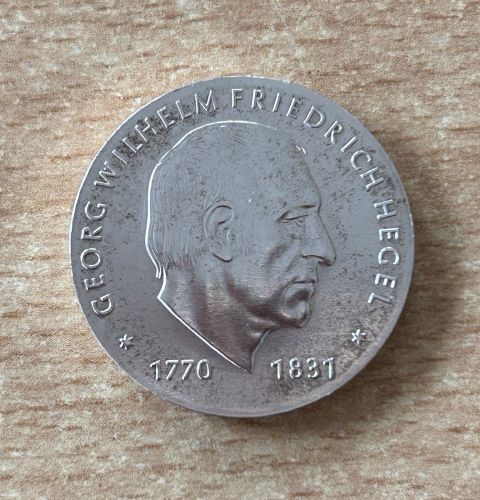 GEORG WILHELM FRIEDRICH HEGEL
* 1770 1831 *